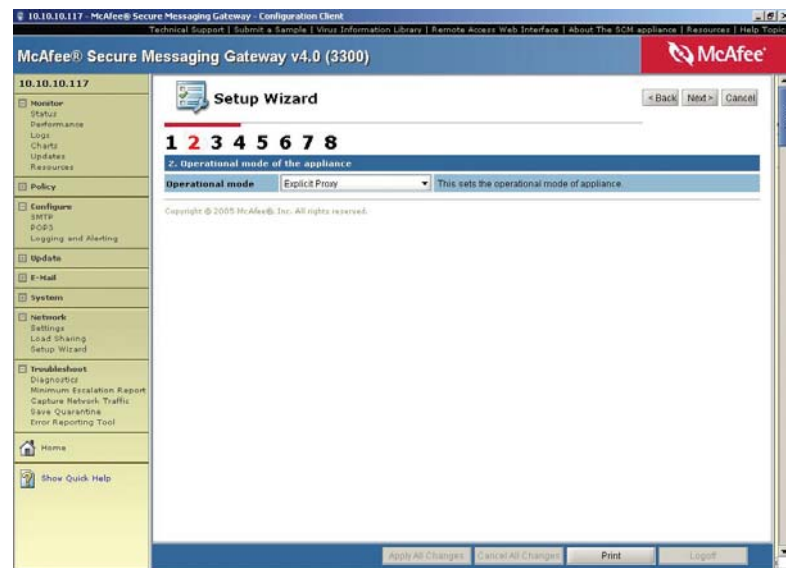 10.10.10.117 - McAfee® Secure Messaging Gateway - Configuration Client
Technical Support | Submit a Sample | Virus Information Library | Remote Access Web Interface | About The SCM appliance | Resources | Help Topic
McAfee® Secure Messaging Gateway v4.0 (3300)
McAfee®
10.10.10.117
Monitor
Status
Performance
Logs
Charts
Updates
Resources
Policy
Configure
SMTP
POP3
Logging and Alerting
Update
E-Mail
System
Network
Settings
Load Sharing
Setup Wizard
Troubleshoot
Diagnostics
Minimum Escalation Report
Capture Network Traffic
Save Quarantine
Error Reporting Tool
Home
Show Quick Help
Setup Wizard
< Back Next > Cancel
1 2 3 4 5 6 7 8
2. Operational mode of the appliance
Operational mode Explicit Proxy This sets the operational mode of appliance.
Copyright © 2005 McAfee®, Inc. All rights reserved.
Apply All Changes Cancel All Changes Print Logoff